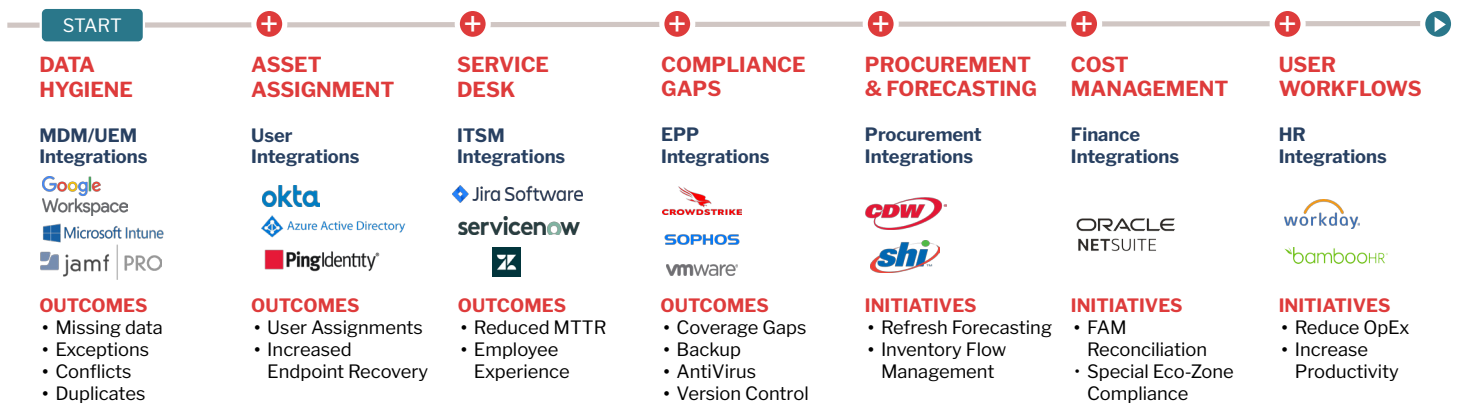 START
DATA
HYGIENE
MDM/UEM
Integrations
Google
Workspace
Microsoft Intune
jamf | PRO
OUTCOMES
• Missing data
• Exceptions
• Conflicts
• Duplicates
ASSET
ASSIGNMENT
User
Integrations
okta
Azure Active Directory
PingIdentity®
OUTCOMES
• User Assignments
• Increased
Endpoint Recovery
SERVICE
DESK
ITSM
Integrations
Jira Software
servicenow
OUTCOMES
• Reduced MTTR
• Employee
Experience
COMPLIANCE
GAPS
EPP
Integrations
CROWDSTRIKE
SOPHOS
vmware®
OUTCOMES
• Coverage Gaps
• Backup
• AntiVirus
• Version Control
PROCUREMENT
& FORECASTING
Procurement
Integrations
CDW®
shi™
INITIATIVES
• Refresh Forecasting
• Inventory Flow
Management
COST
MANAGEMENT
Finance
Integrations
ORACLE
NETSUITE
INITIATIVES
• FAM
Reconciliation
• Special Eco-Zone
Compliance
USER
WORKFLOWS
HR
Integrations
workday®
bambooHR®
INITIATIVES
• Reduce OpEx
• Increase
Productivity